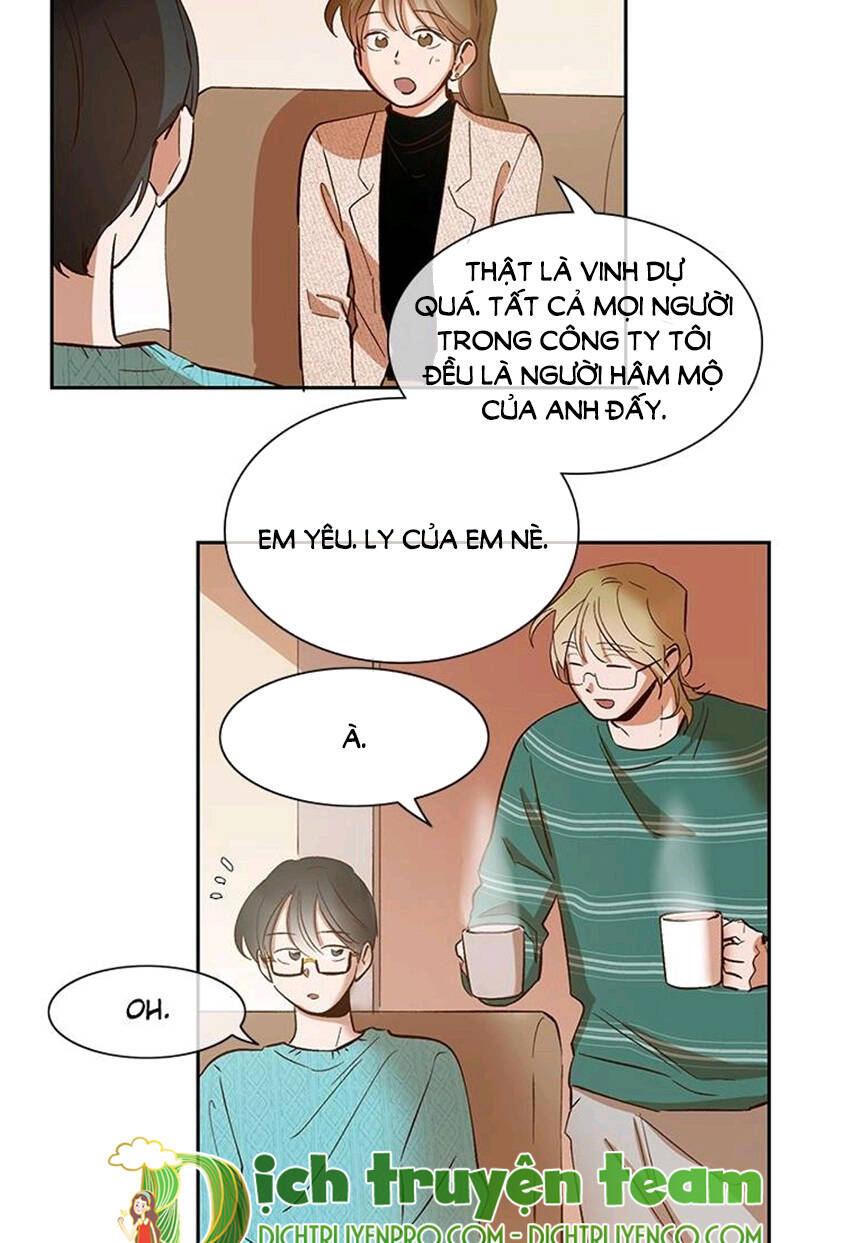 THẬT LÀ VINH DỰ
QUÁ. TẤT CẢ MỌI NGƯỜI
TRONG CÔNG TY TÔI
ĐỀU LÀ NGƯỜI HÂM MỘ
CỦA ANH ĐẤY.
EM YÊU. LY CỦA EM NÈ.
À.
OH.
Dịch truyện team
DICHTRUYENPRO.COM - DICHTRUYENCO.COM